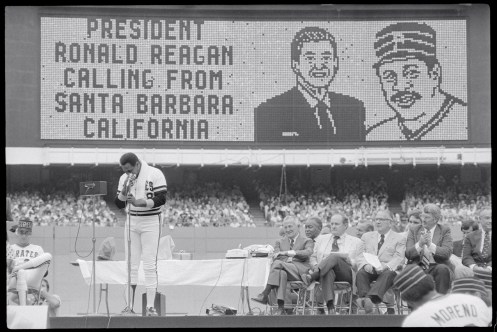 PRESIDENT
RONALD REAGAN
CALLING FROM
SANTA BARBARA
CALIFORNIA
MORENO